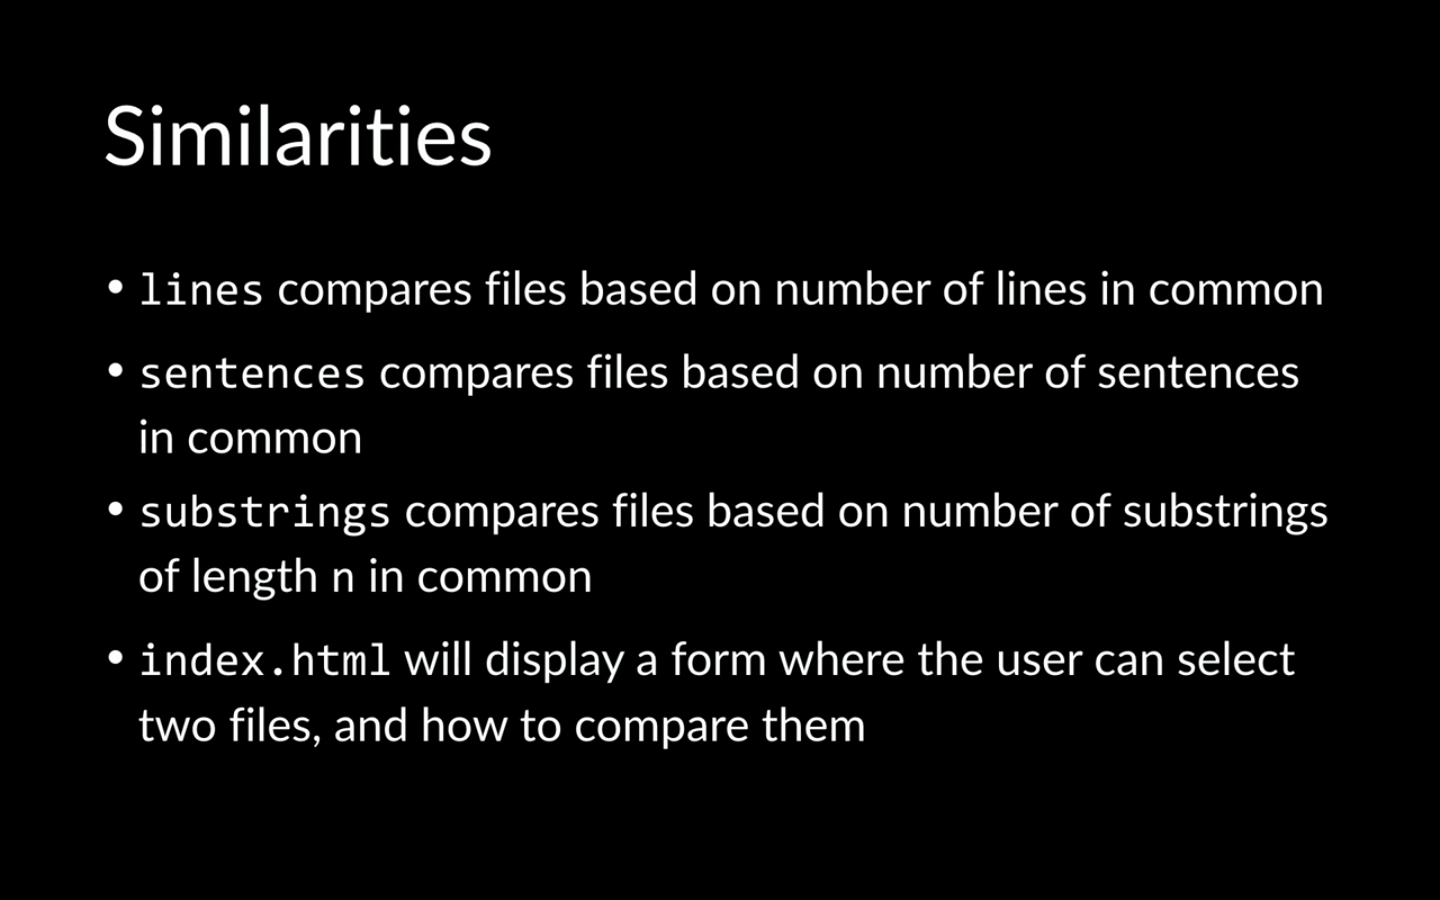 Similarities
• lines compares files based on number of lines in common
• sentences compares files based on number of sentences
in common
• substrings compares files based on number of substrings
of length n in common
• index.html will display a form where the user can select
two files, and how to compare them